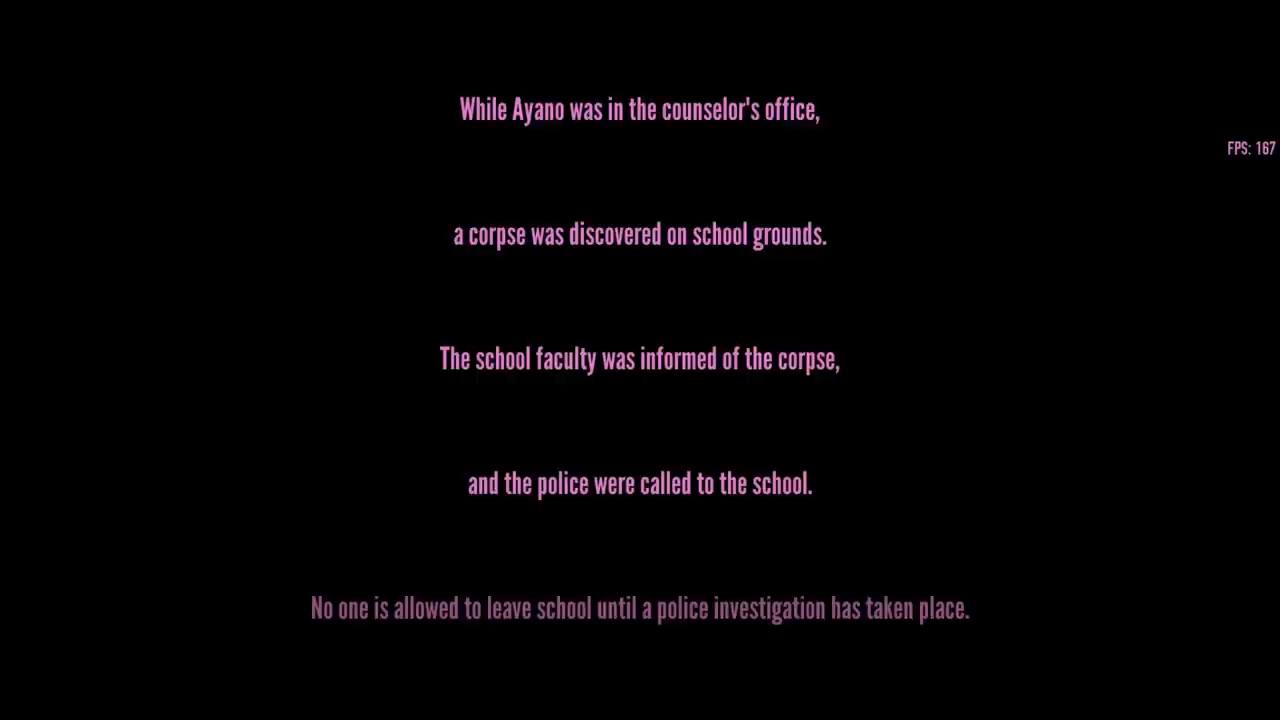 While Ayano was in the counselor's office,
FPS: 167
a corpse was discovered on school grounds.
The school faculty was informed of the corpse,
and the police were called to the school.
No one is allowed to leave school until a police investigation has taken place.